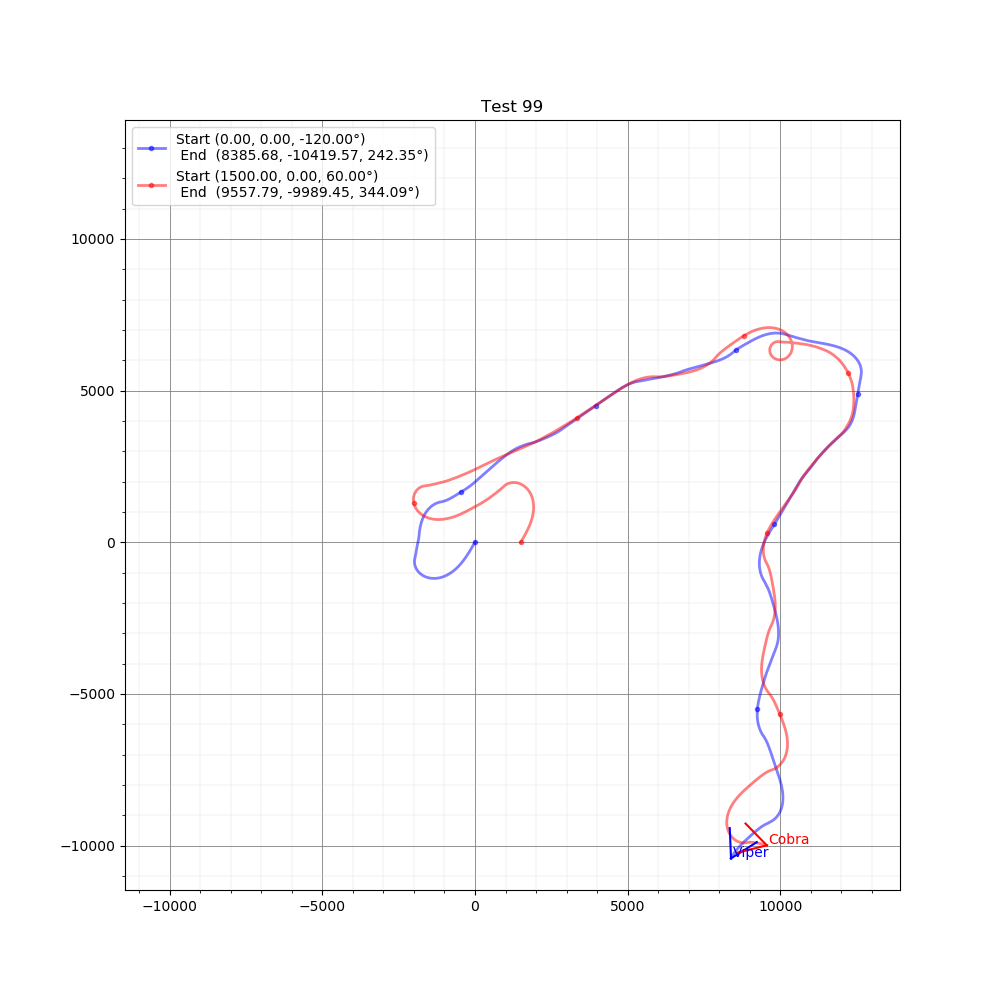 Test 99
Start (0.00, 0.00, -120.00°)
End (8385.68, -10419.57, 242.35°)
Start (1500.00, 0.00, 60.00°)
End (9557.79, -9989.45, 344.09°)
10000
5000
0
−5000
−10000
Cobra
Viper
−10000 −5000 0 5000 10000